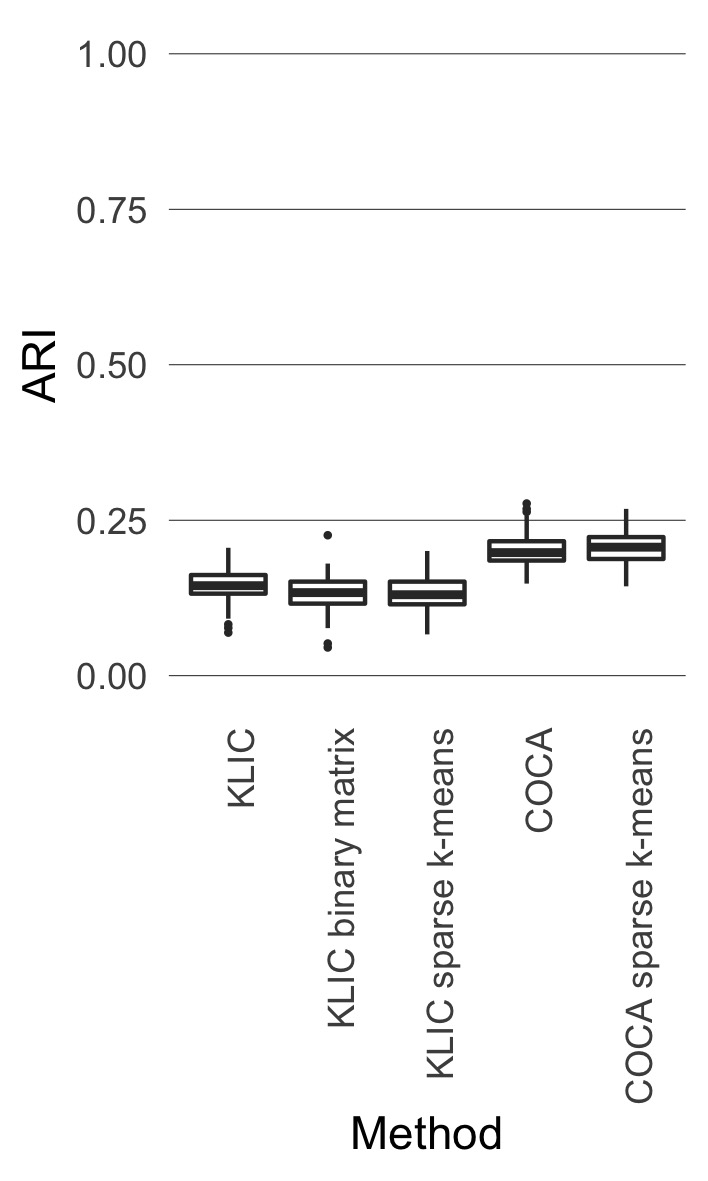 1.00
0.75
0.50
0.25
0.00
ARI
KLIC
KLIC binary matrix
KLIC sparse k-means
COCA
COCA sparse k-means
Method